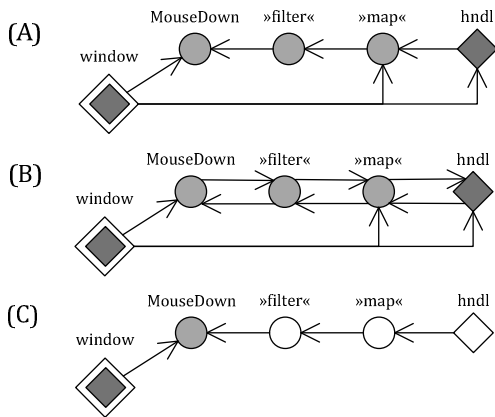 (A)
MouseDown »filter« »map« hndl
window
(B)
MouseDown »filter« »map« hndl
window
(C)
MouseDown »filter« »map« hndl
window